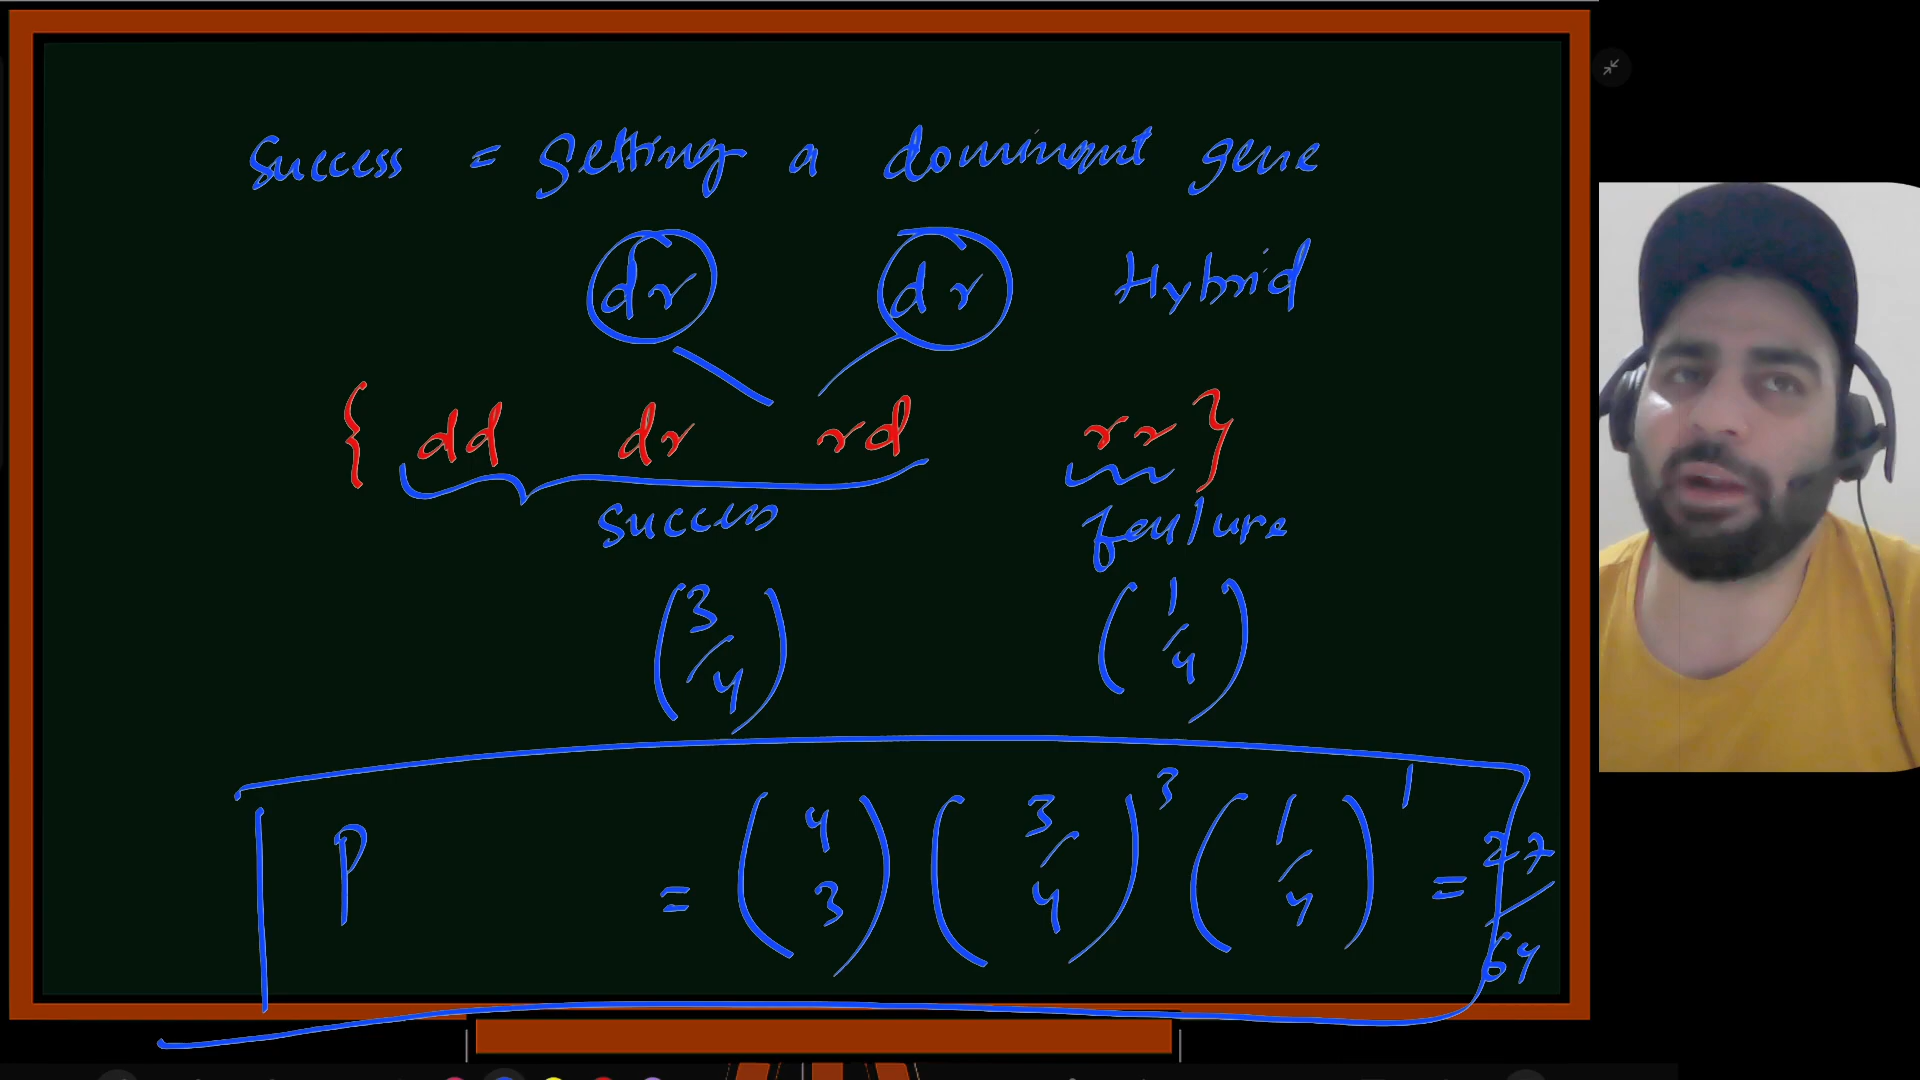 Success = getting a dominant gene
dr dr Hybrid
{ dd dr rd rr }
success failure
(3/4) (1/4)
P = (4 3) (3/4)^3 (1/4)^1 = 27/64